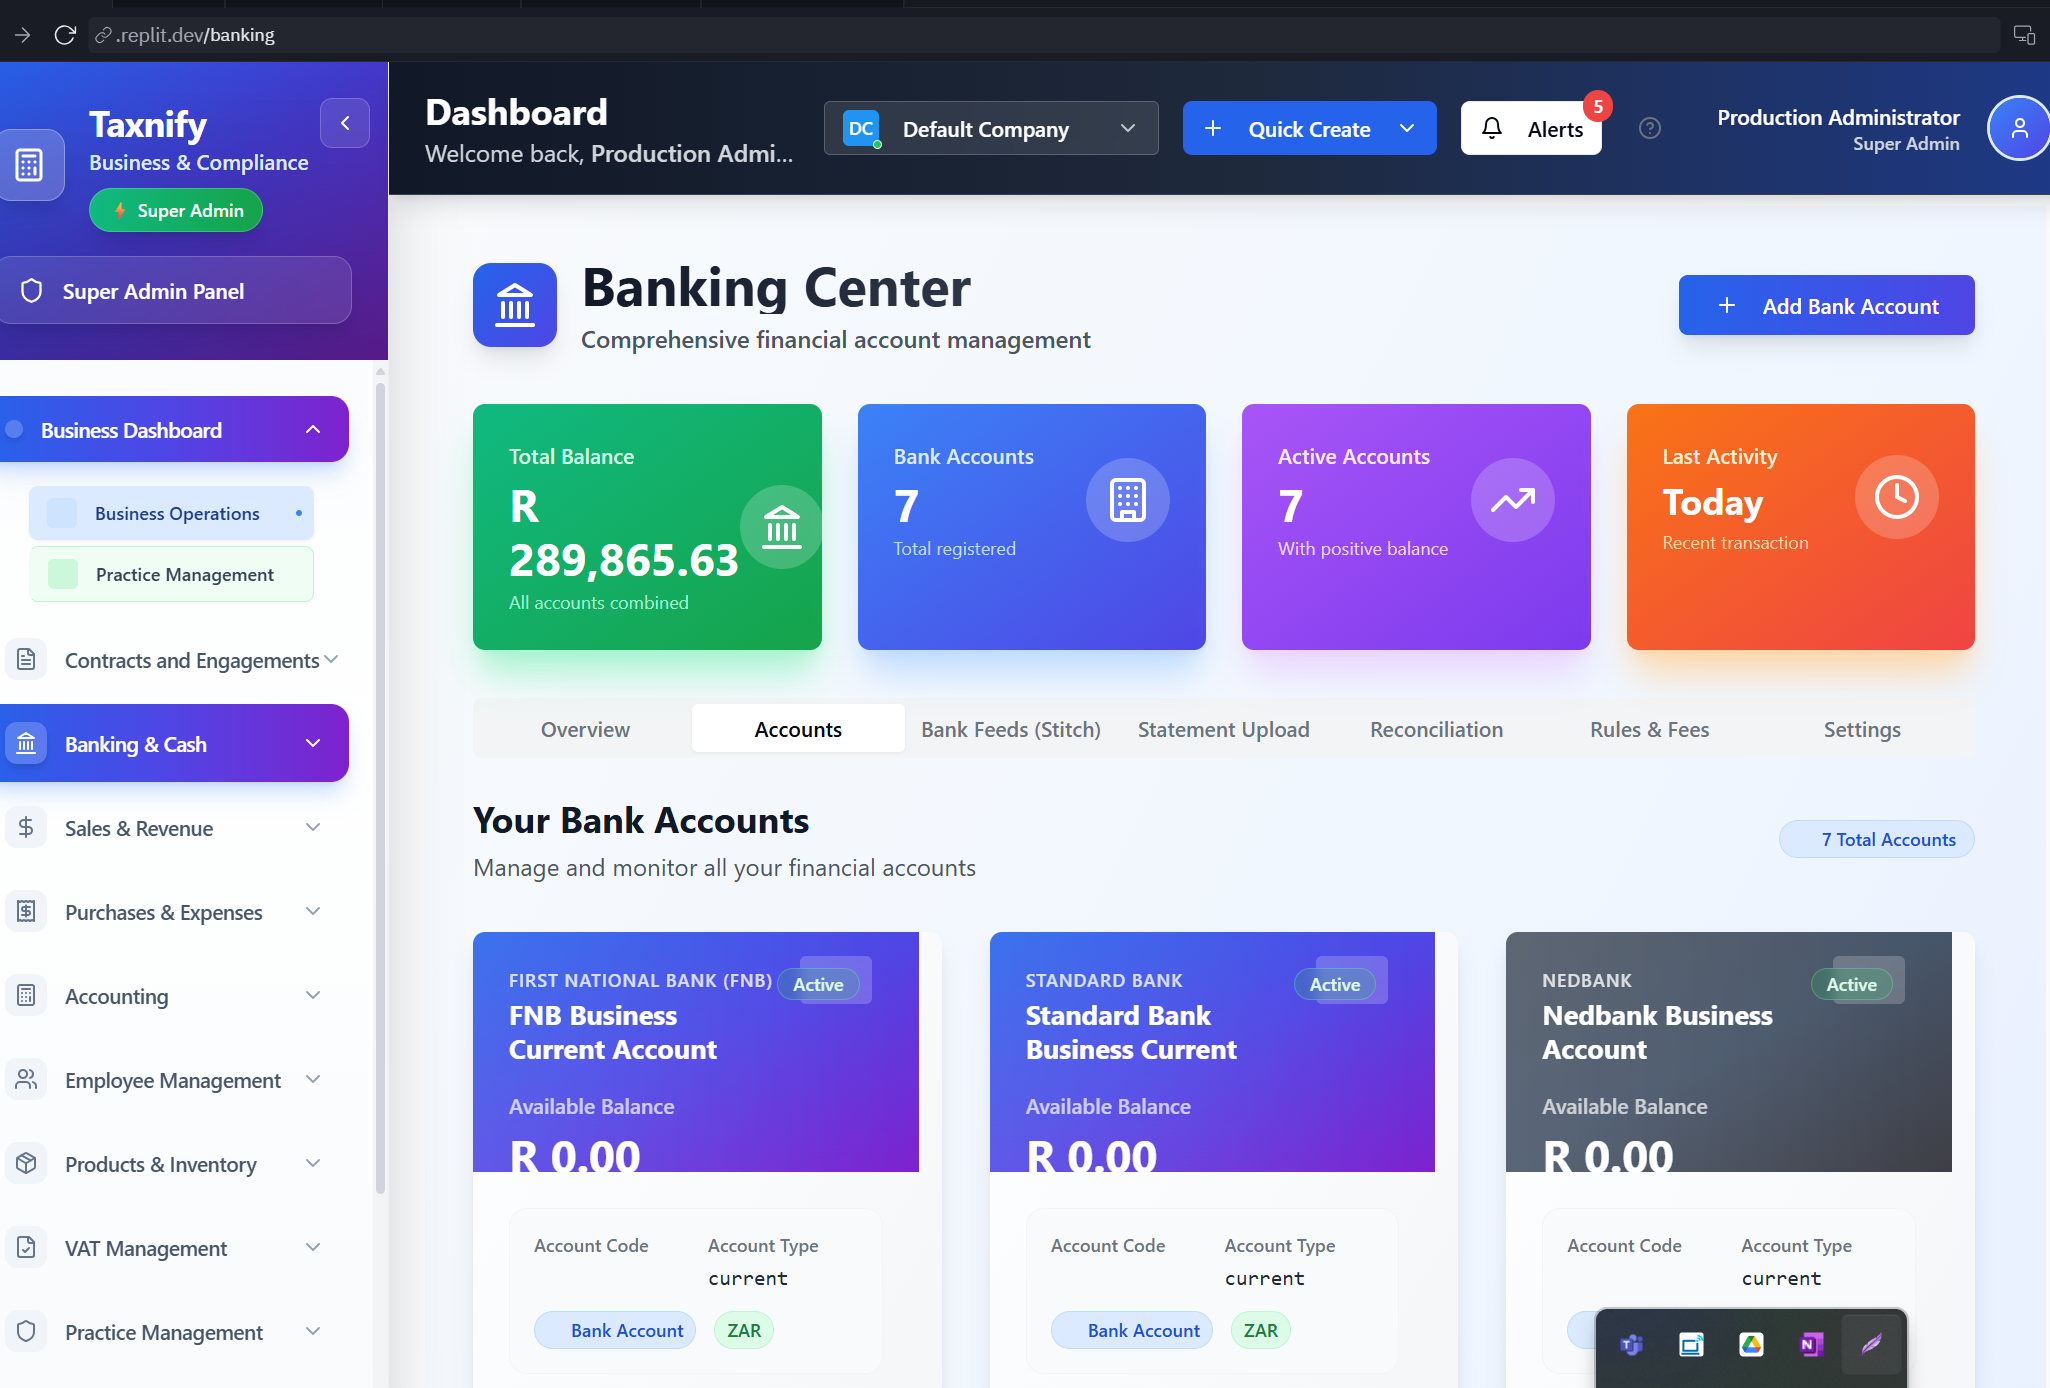 .replit.dev/banking
Taxnify
Business & Compliance
Super Admin
Super Admin Panel
Business Dashboard
Business Operations
Practice Management
Contracts and Engagements
Banking & Cash
Sales & Revenue
Purchases & Expenses
Accounting
Employee Management
Products & Inventory
VAT Management
Practice Management
Dashboard
Welcome back, Production Admi...
DC
Default Company
Quick Create
Alerts
5
Production Administrator
Super Admin
Banking Center
Comprehensive financial account management
Add Bank Account
Total Balance
R
289,865.63
All accounts combined
Bank Accounts
7
Total registered
Active Accounts
7
With positive balance
Last Activity
Today
Recent transaction
Overview
Accounts
Bank Feeds (Stitch)
Statement Upload
Reconciliation
Rules & Fees
Settings
Your Bank Accounts
Manage and monitor all your financial accounts
7 Total Accounts
FIRST NATIONAL BANK (FNB)
Active
FNB Business
Current Account
Available Balance
R 0.00
Account Code
Account Type
current
Bank Account
ZAR
STANDARD BANK
Active
Standard Bank
Business Current
Available Balance
R 0.00
Account Code
Account Type
current
Bank Account
ZAR
NEDBANK
Active
Nedbank Business
Account
Available Balance
R 0.00
Account Code
Account Type
current